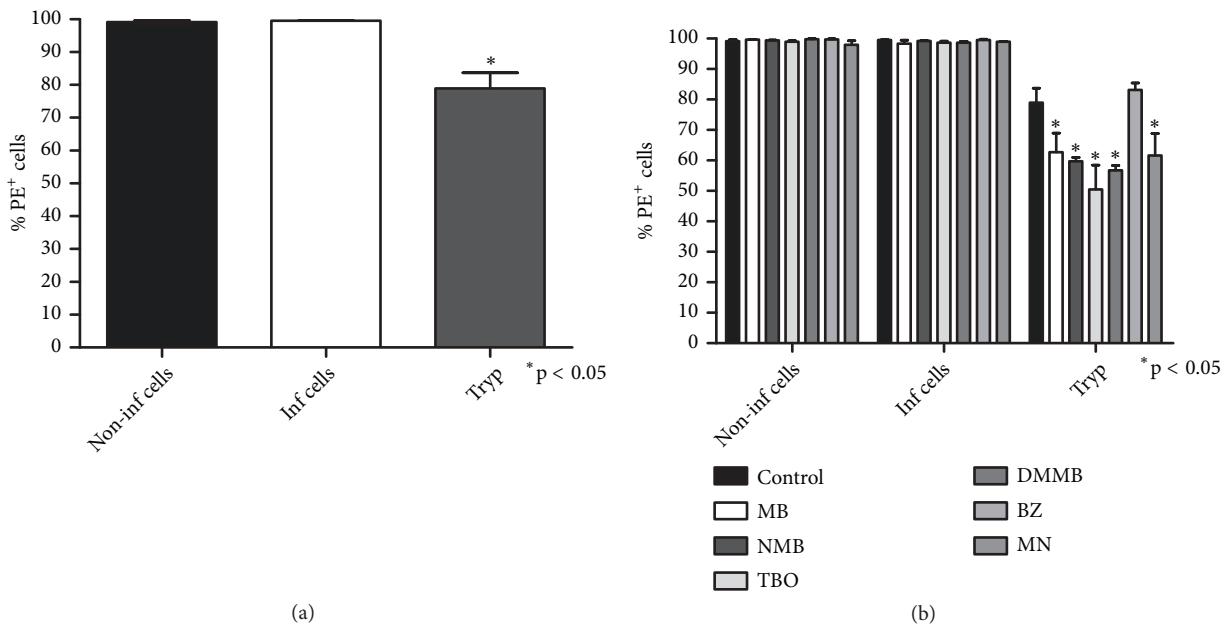 100
90
80
70
60
50
40
30
20
10
0
% PE⁺ cells
*
Non-inf cells
Inf cells
Tryp
*p < 0.05
(a)
100
90
80
70
60
50
40
30
20
10
0
% PE⁺ cells
* * * * *
Non-inf cells
Inf cells
Tryp
*p < 0.05
Control
MB
NMB
TBO
DMMB
BZ
MN
(b)